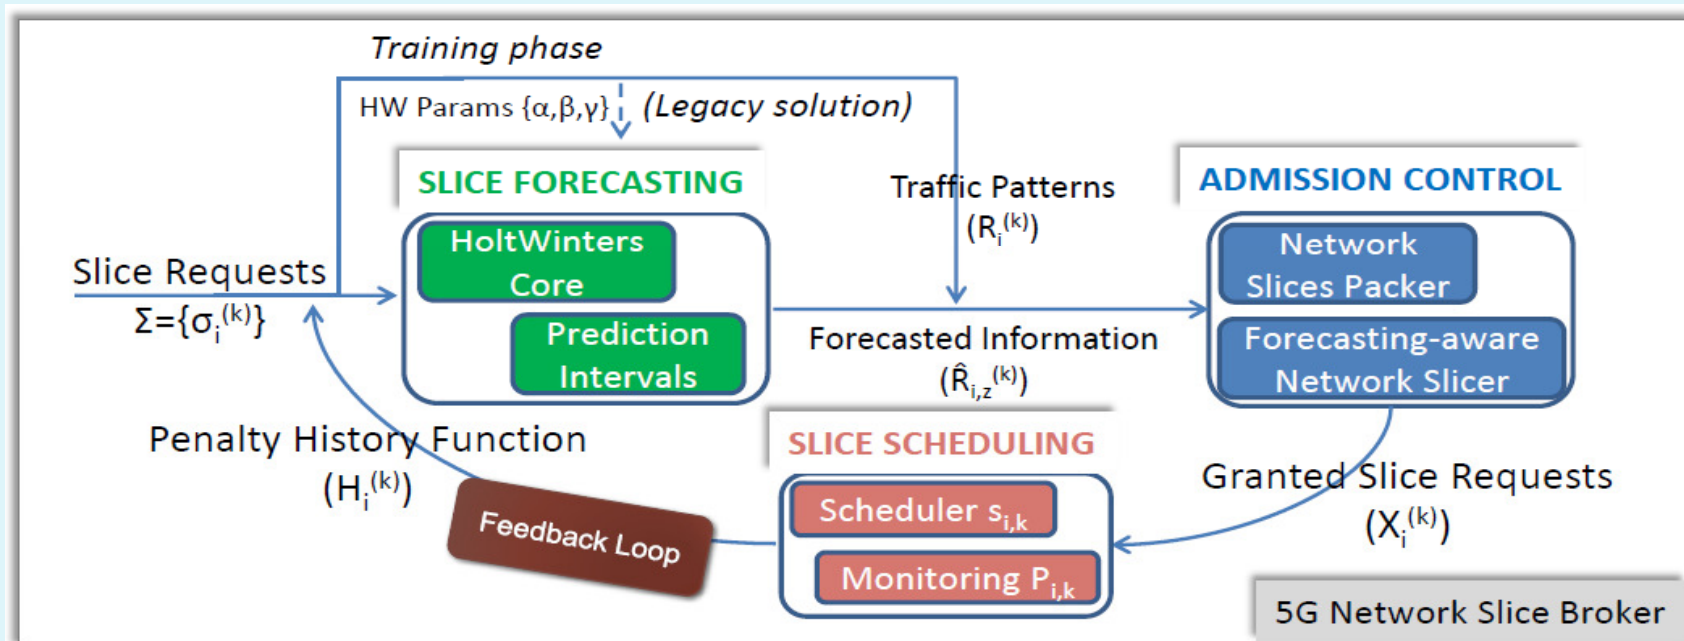 Training phase
HW Params {α,β,γ}
(Legacy solution)
SLICE FORECASTING
HoltWinters
Core
Prediction
Intervals
Slice Requests
Σ={σᵢ⁽ᵏ⁾}
Traffic Patterns
(Rᵢ⁽ᵏ⁾)
Forecasted Information
(R̂ᵢ,z⁽ᵏ⁾)
ADMISSION CONTROL
Network
Slices Packer
Forecasting-aware
Network Slicer
Penalty History Function
(Hᵢ⁽ᵏ⁾)
Feedback Loop
SLICE SCHEDULING
Scheduler sᵢ,ₖ
Monitoring Pᵢ,ₖ
Granted Slice Requests
(Xᵢ⁽ᵏ⁾)
5G Network Slice Broker